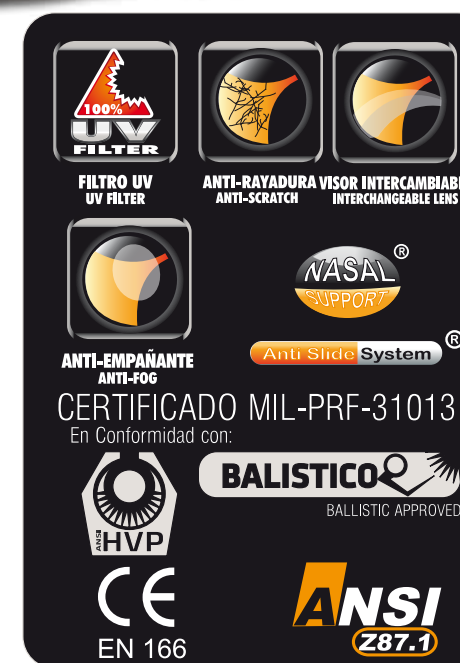 100%
UV
FILTER
FILTRO UV
UV FILTER
ANTI-RAYADURA
ANTI-SCRATCH
VISOR INTERCAMBIABL
INTERCHANGEABLE LENS
ANTI-EMPAÑANTE
ANTI-FOG
NASAL®
SUPPORT
Anti Slide System®
CERTIFICADO MIL-PRF-31013
En Conformidad con:
ANSI
HVP
BALISTICO
BALLISTIC APPROVED
CE
EN 166
ANSI
Z87.1